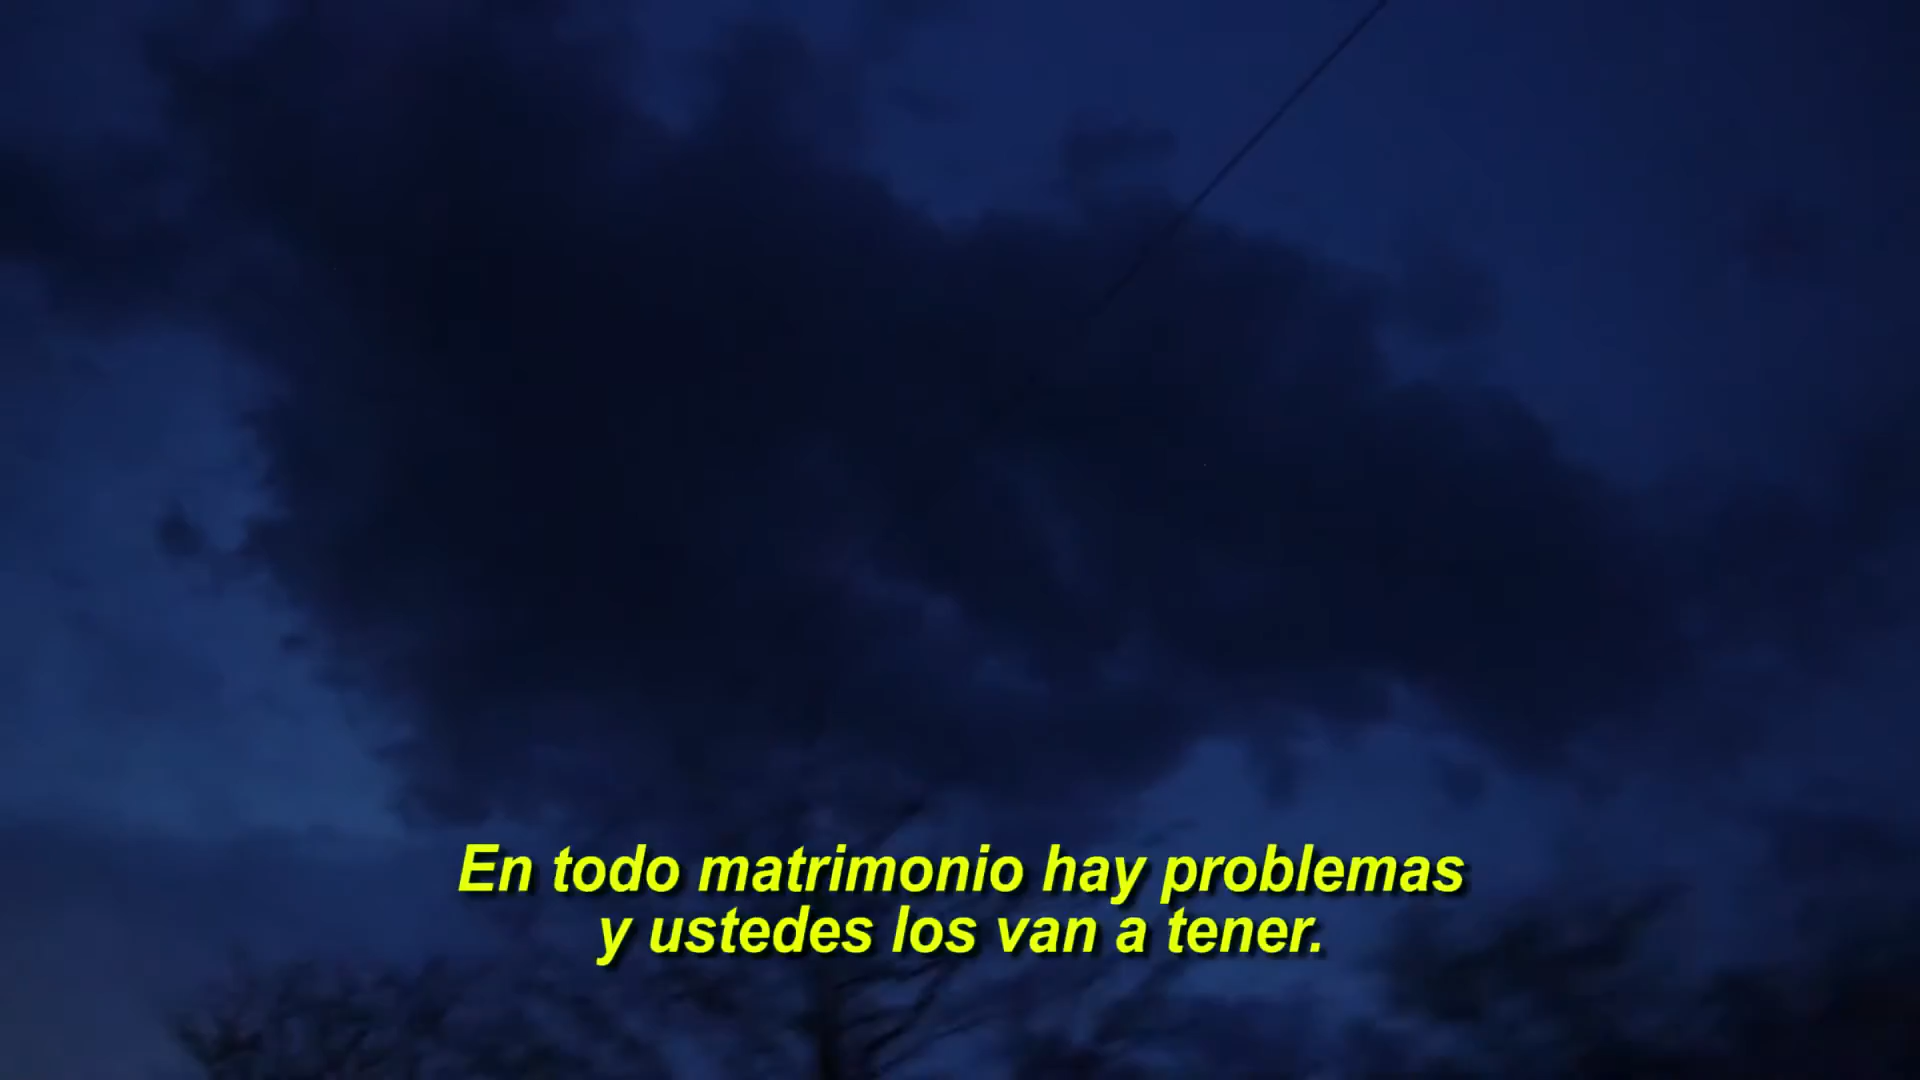 En todo matrimonio hay problemas
y ustedes los van a tener.